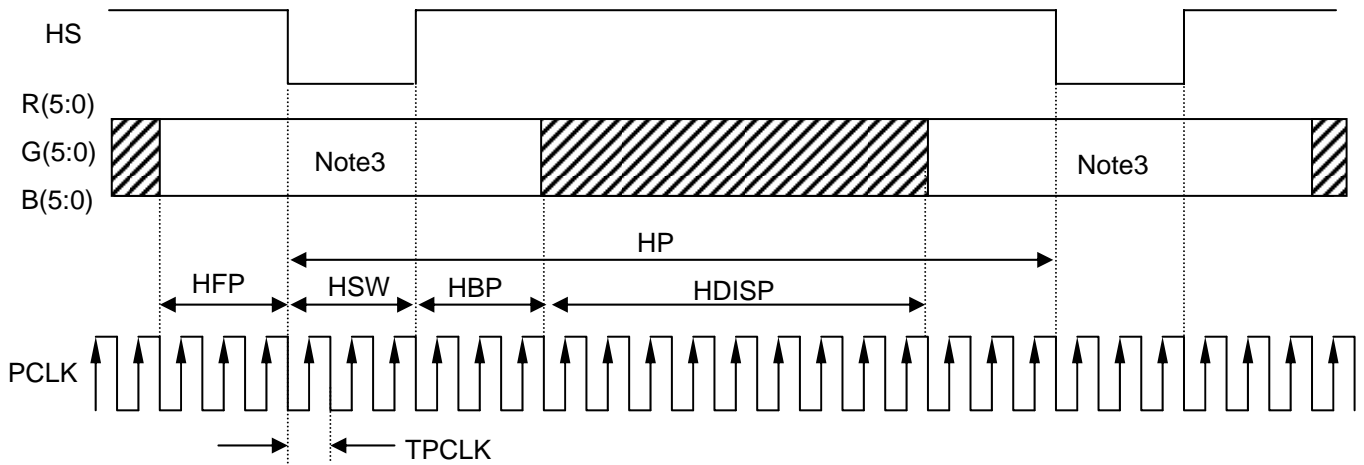 HS
R(5:0)
G(5:0)
B(5:0)
Note3
Note3
HP
HFP
HSW
HBP
HDISP
PCLK
TPCLK